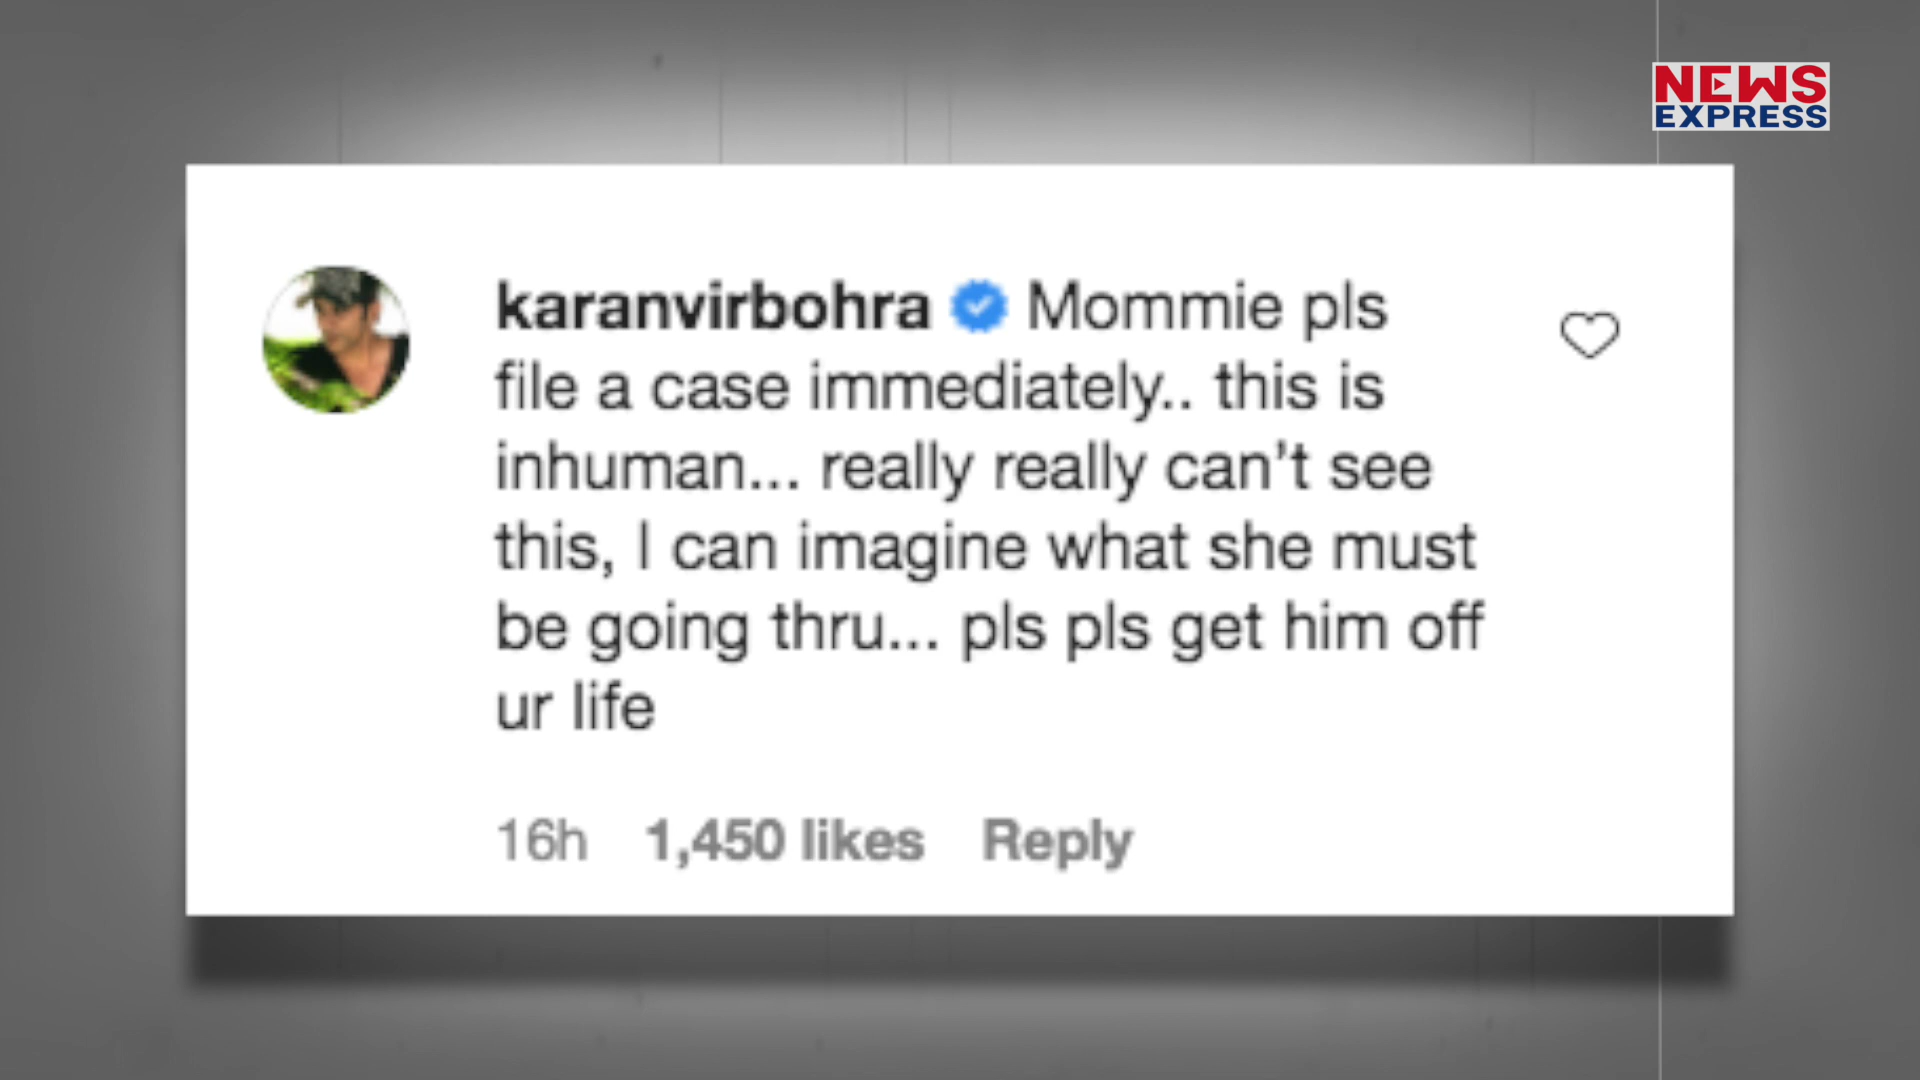 NEWS
EXPRESS
karanvirbohra Mommie pls
file a case immediately.. this is
inhuman... really really can't see
this, I can imagine what she must
be going thru... pls pls get him off
ur life
16h 1,450 likes Reply